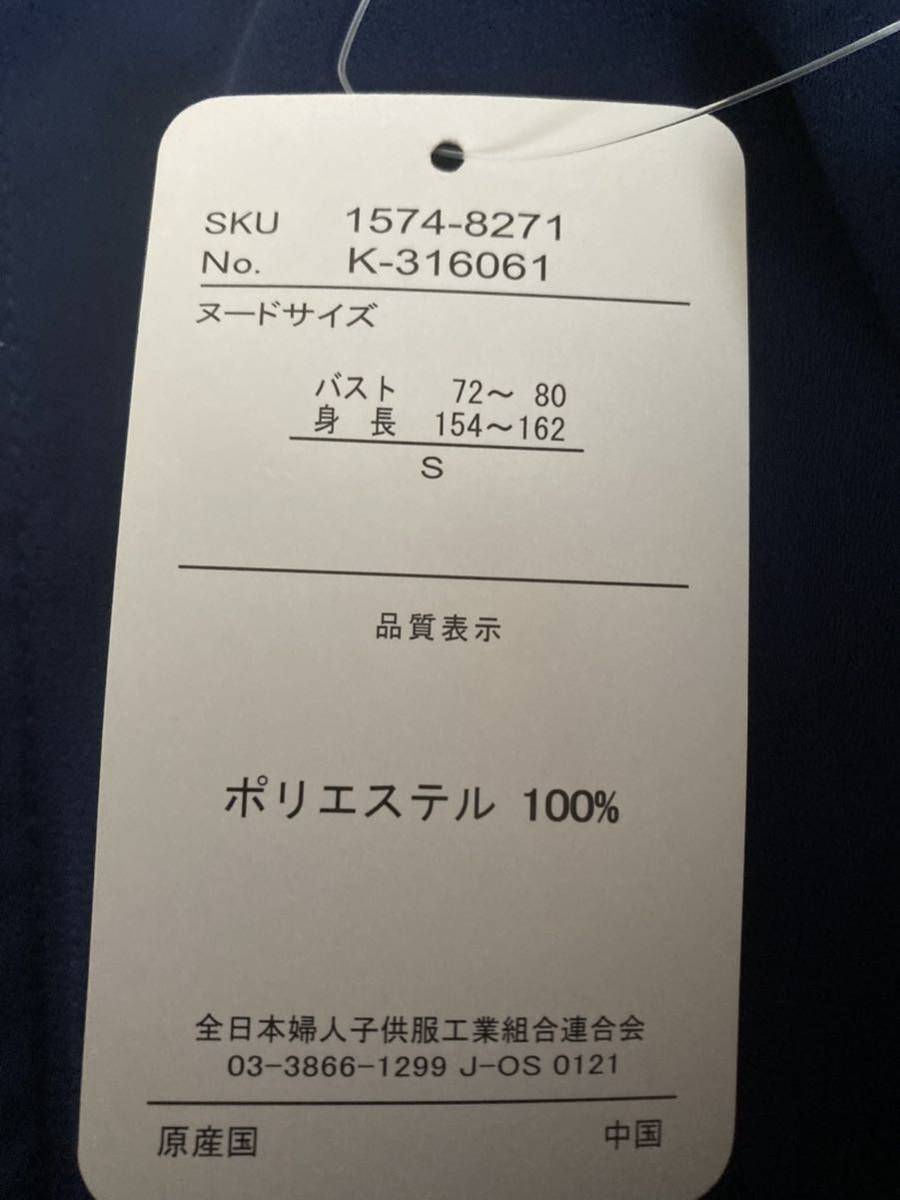 SKU 1574-8271
No. K-316061
ヌードサイズ
バスト 72～ 80
身 長 154～162
S
品質表示
ポリエステル 100%
全日本婦人子供服工業組合連合会
03-3866-1299 J-OS 0121
原産国 中国